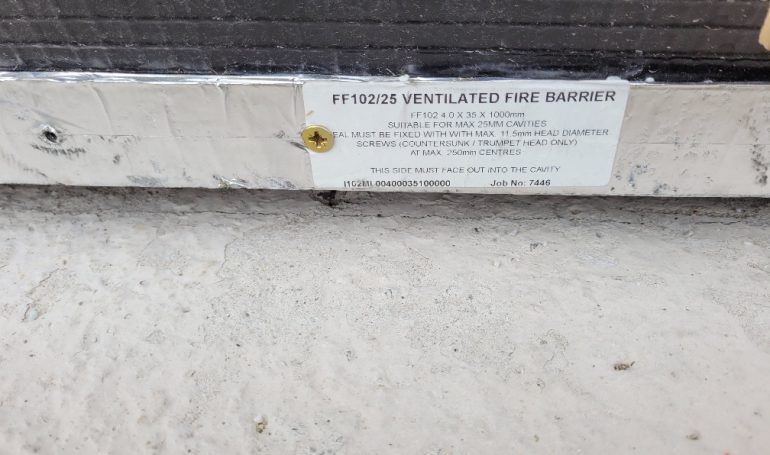 FF102/25 VENTILATED FIRE BARRIER
FF102 4.0 X 35 X 1000mm
SUITABLE FOR MAX 25MM CAVITIES
EAL MUST BE FIXED WITH WITH MAX. 11.5mm HEAD DIAMETER
SCREWS (COUNTERSUNK / TRUMPET HEAD ONLY)
AT MAX. 250mm CENTRES
THIS SIDE MUST FACE OUT INTO THE CAVITY
I102ML00400035100000 Job No: 7446